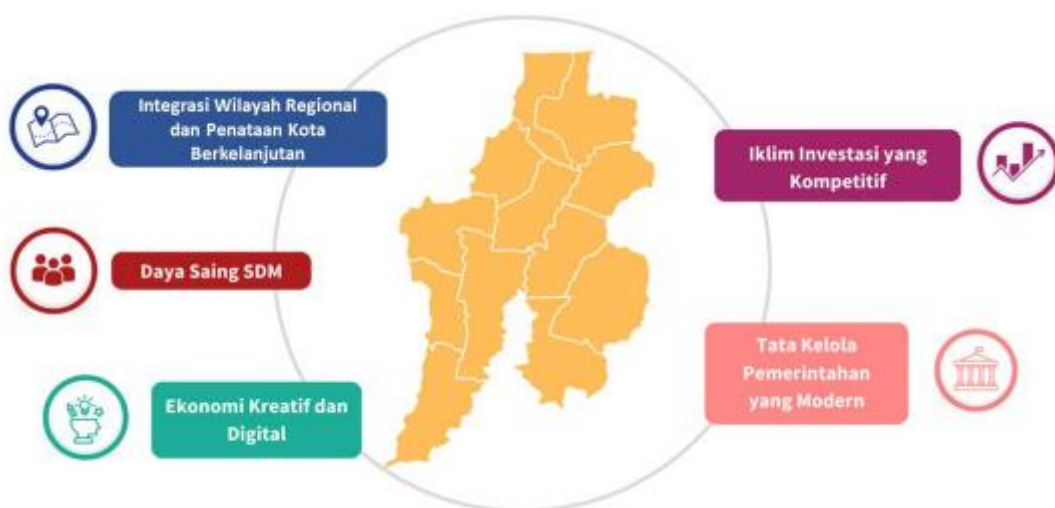 Integrasi Wilayah Regional
dan Penataan Kota
Berkelanjutan
Daya Saing SDM
Ekonomi Kreatif dan
Digital
Iklim Investasi yang
Kompetitif
Tata Kelola
Pemerintahan
yang Modern